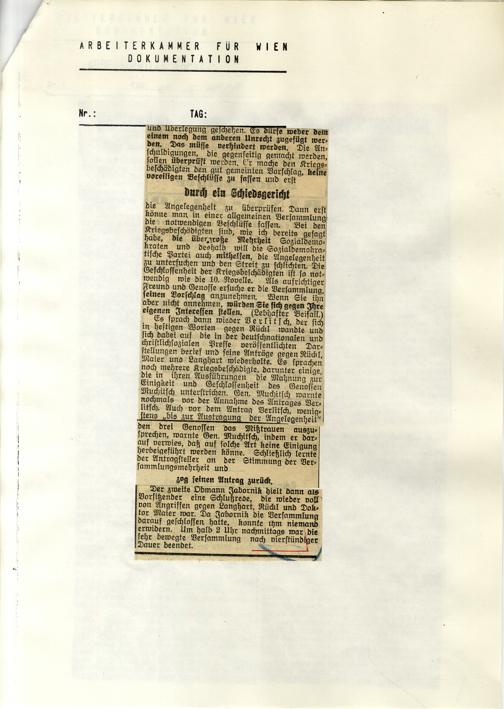 ARBEITERKAMMER FÜR WIEN
DOKUMENTATION
Nr.: TAG:
und Überlegung geschehen. Es dürfe weder dem
einem noch dem anderen Unrecht zugefügt wer-
den. Das müsse verhindert werden. Die An-
schuldigungen, die gegenseitig gemacht werden,
sollen überprüft werden. Er mache den Kriegs-
beschädigten den gut gemeinten Vorschlag, keine
voreiligen Beschlüsse zu fassen und erst
durch ein Schiedsgericht
die Angelegenheit zu überprüfen. Dann erst
könne man in einer allgemeinen Versammlung
die notwendigen Beschlüsse fassen. Bei den
Kriegsbeschädigten sind, wie ich bereits gesagt
habe, die übergroße Mehrheit Sozialdemo-
kraten und deshalb will die Sozialdemokra-
tische Partei auch mithelfen, die Angelegenheit
zu untersuchen und den Streit zu schlichten. Die
Geschlossenheit der Kriegsbeschädigten ist so not-
wendig wie die 10. Novelle. Als aufrichtiger
Freund und Genosse ersuche er die Versammlung,
seinen Vorschlag anzunehmen. Wenn Sie ihn
aber nicht annehmen, würden Sie sich gegen Ihre
eigenen Interessen stellen. (Lebhafter Beifall.)
Es sprach dann wieder Verlitsch, der sich
in heftigen Worten gegen Rückl wandte und
sich dabei auf die in der deutschnationalen und
christlichsozialen Presse veröffentlichten Dar-
stellungen berief und seine Anträge gegen Rückl,
Maier und Langhart wiederholte. Es sprachen
noch mehrere Kriegsbeschädigte, darunter einige,
die in ihren Ausführungen die Mahnung zur
Einigkeit und Geschlossenheit des Genossen
Muchitsch unterstrichen. Gen. Muchitsch warnte
nochmals vor der Annahme des Antrages Ver-
litsch. Auch vor dem Antrag Verlitsch, wenig-
stens „bis zur Austragung der Angelegenheit“
den drei Genossen das Mißtrauen auszu-
sprechen, warnte Gen. Muchitsch, indem er dar-
auf verwies, daß auf solche Art keine Einigung
herbeigeführt werden könne. Schließlich lernte
der Antragsteller an der Stimmung der Ver-
sammlungsmehrheit und
zog seinen Antrag zurück.
Der zweite Obmann Jabornik hielt dann als
Vorsitzender eine Schlußrede, die wieder voll
von Angriffen gegen Langhart, Rückl und Dok-
tor Maier war. Da Jabornik die Versammlung
darauf geschlossen hatte, konnte ihm niemand
erwidern. Um halb 2 Uhr nachmittags war die
sehr bewegte Versammlung nach vierstündiger
Dauer beendet.